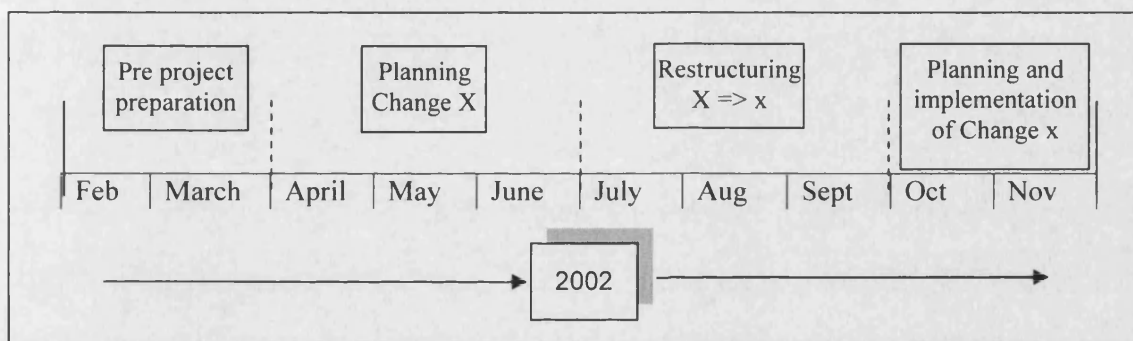 Pre project
preparation
Planning
Change X
Restructuring
X => x
Planning and
implementation
of Change x
Feb March April May June July Aug Sept Oct Nov
2002